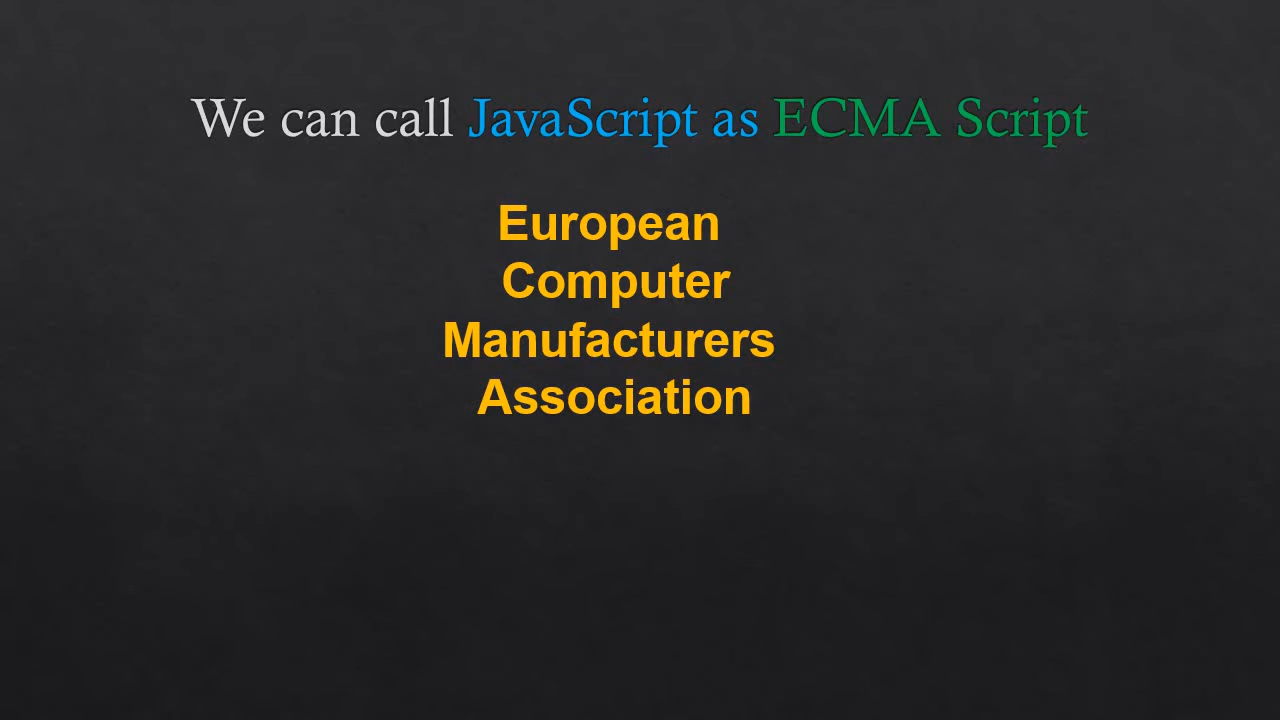 We can call JavaScript as ECMA Script
European
Computer
Manufacturers
Association